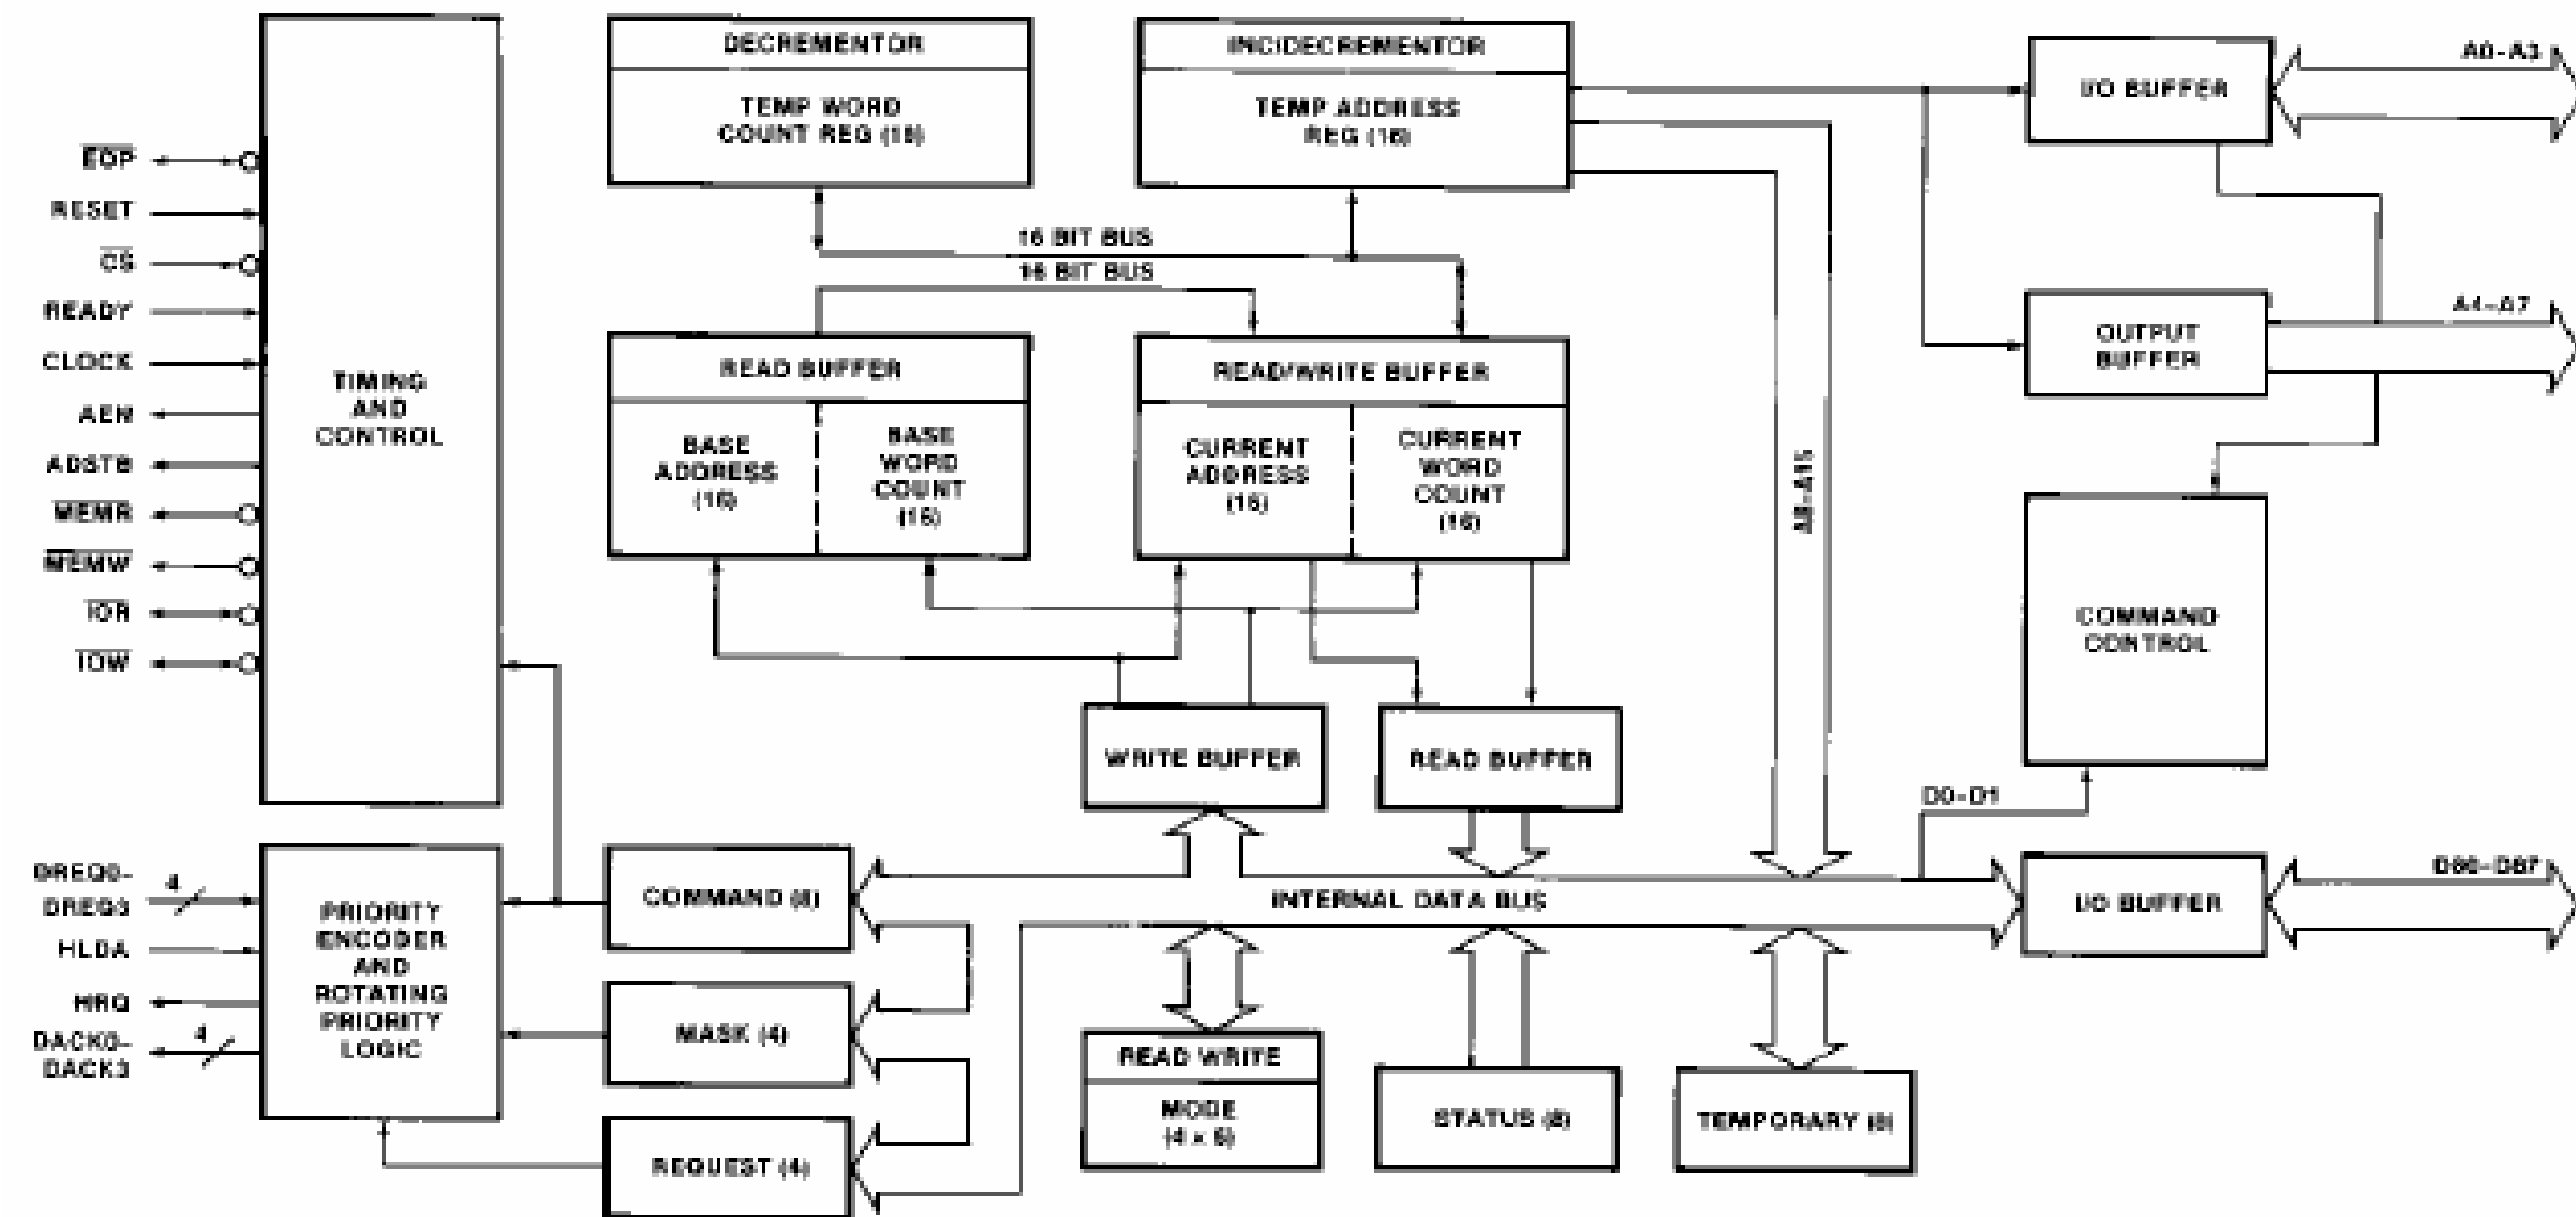 EOP
RESET
CS
READY
CLOCK
AEN
ADSTB
MEMR
MEMW
IOR
IOW
TIMING
AND
CONTROL
DREQ0-
DREQ3
4
HLDA
HRQ
DACK0-
DACK3
4
PRIORITY
ENCODER
AND
ROTATING
PRIORITY
LOGIC
DECREMENTOR
TEMP WORD
COUNT REG (16)
INC/DECREMENTOR
TEMP ADDRESS
REG (16)
16 BIT BUS
16 BIT BUS
READ BUFFER
BASE
ADDRESS
(16)
BASE
WORD
COUNT
(16)
READ/WRITE BUFFER
CURRENT
ADDRESS
(16)
CURRENT
WORD
COUNT
(16)
WRITE BUFFER
READ BUFFER
A8-A15
COMMAND (8)
MASK (4)
REQUEST (4)
INTERNAL DATA BUS
READ WRITE
MODE
(4 x 6)
STATUS (8)
TEMPORARY (8)
I/O BUFFER
A0-A3
OUTPUT
BUFFER
A4-A7
COMMAND
CONTROL
D0-D1
I/O BUFFER
DB0-DB7